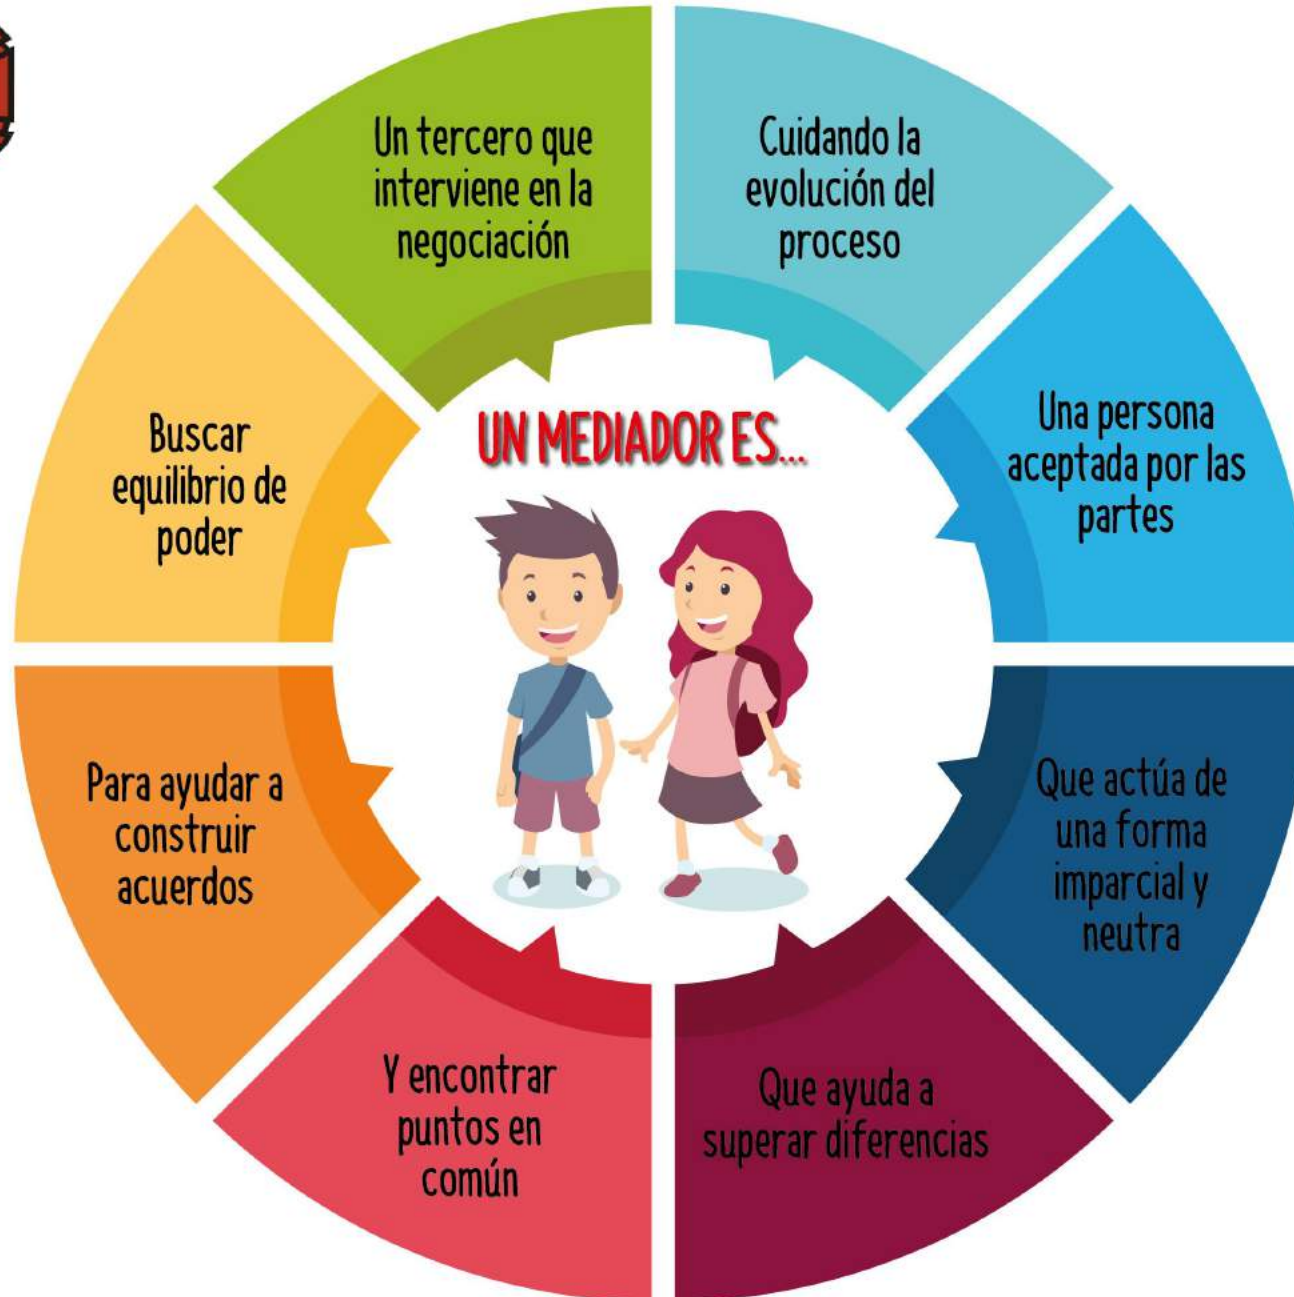 UN MEDIADOR ES...
Un tercero que
interviene en la
negociación
Cuidando la
evolución del
proceso
Una persona
aceptada por las
partes
Que actúa de
una forma
imparcial y
neutra
Que ayuda a
superar diferencias
Y encontrar
puntos en
común
Para ayudar a
construir
acuerdos
Buscar
equilibrio de
poder